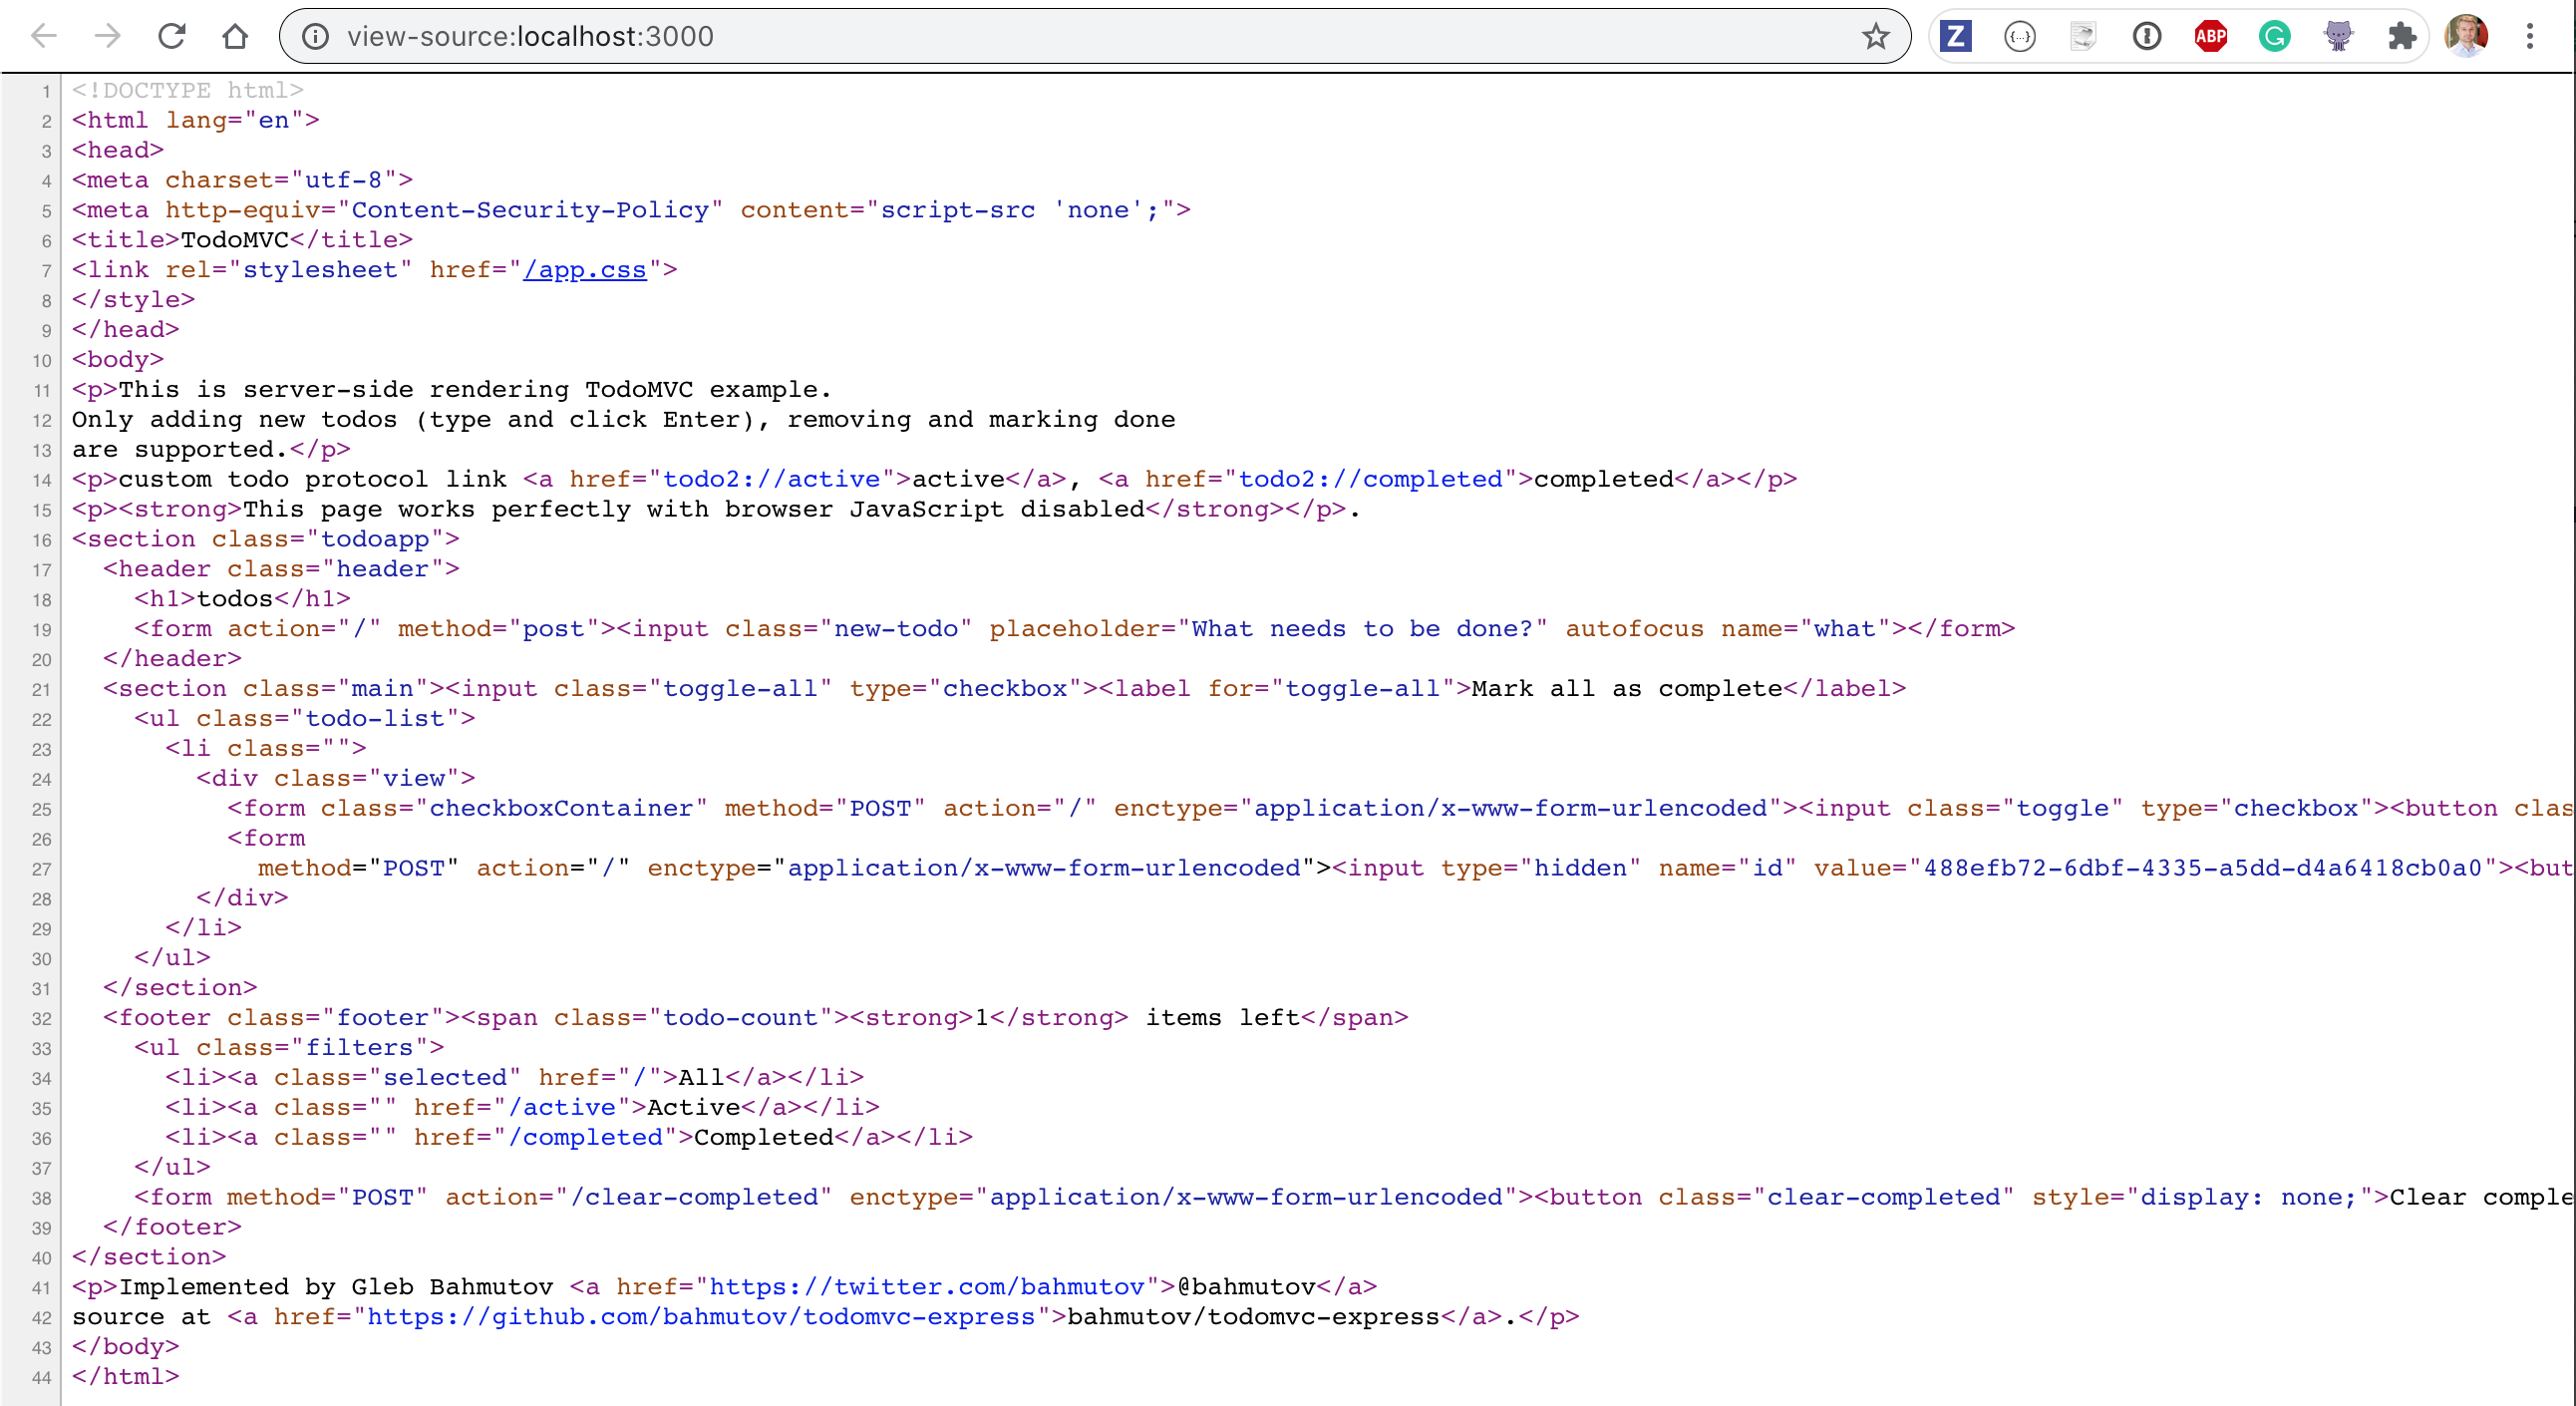 view-source:localhost:3000
Z {...} ABP G
1 <!DOCTYPE html>
2 <html lang="en">
3 <head>
4 <meta charset="utf-8">
5 <meta http-equiv="Content-Security-Policy" content="script-src 'none';">
6 <title>TodoMVC</title>
7 <link rel="stylesheet" href="/app.css">
8 </style>
9 </head>
10 <body>
11 <p>This is server-side rendering TodoMVC example.
12 Only adding new todos (type and click Enter), removing and marking done
13 are supported.</p>
14 <p>custom todo protocol link <a href="todo2://active">active</a>, <a href="todo2://completed">completed</a></p>
15 <p><strong>This page works perfectly with browser JavaScript disabled</strong></p>.
16 <section class="todoapp">
17   <header class="header">
18     <h1>todos</h1>
19     <form action="/" method="post"><input class="new-todo" placeholder="What needs to be done?" autofocus name="what"></form>
20   </header>
21   <section class="main"><input class="toggle-all" type="checkbox"><label for="toggle-all">Mark all as complete</label>
22     <ul class="todo-list">
23       <li class="">
24         <div class="view">
25           <form class="checkboxContainer" method="POST" action="/" enctype="application/x-www-form-urlencoded"><input class="toggle" type="checkbox"><button clas
26           <form
27             method="POST" action="/" enctype="application/x-www-form-urlencoded"><input type="hidden" name="id" value="488efb72-6dbf-4335-a5dd-d4a6418cb0a0"><but
28         </div>
29       </li>
30     </ul>
31   </section>
32   <footer class="footer"><span class="todo-count"><strong>1</strong> items left</span>
33     <ul class="filters">
34       <li><a class="selected" href="/">All</a></li>
35       <li><a class="" href="/active">Active</a></li>
36       <li><a class="" href="/completed">Completed</a></li>
37     </ul>
38     <form method="POST" action="/clear-completed" enctype="application/x-www-form-urlencoded"><button class="clear-completed" style="display: none;">Clear comple
39   </footer>
40 </section>
41 <p>Implemented by Gleb Bahmutov <a href="https://twitter.com/bahmutov">@bahmutov</a>
42 source at <a href="https://github.com/bahmutov/todomvc-express">bahmutov/todomvc-express</a>.</p>
43 </body>
44 </html>